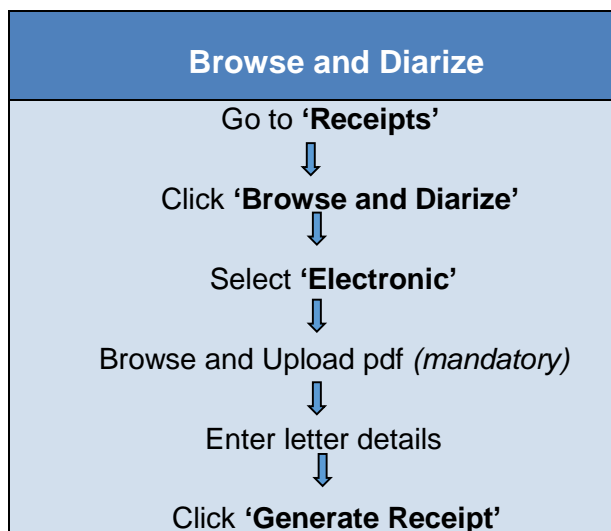 Browse and Diarize
Go to ‘Receipts’
Click ‘Browse and Diarize’
Select ‘Electronic’
Browse and Upload pdf (mandatory)
Enter letter details
Click ‘Generate Receipt’